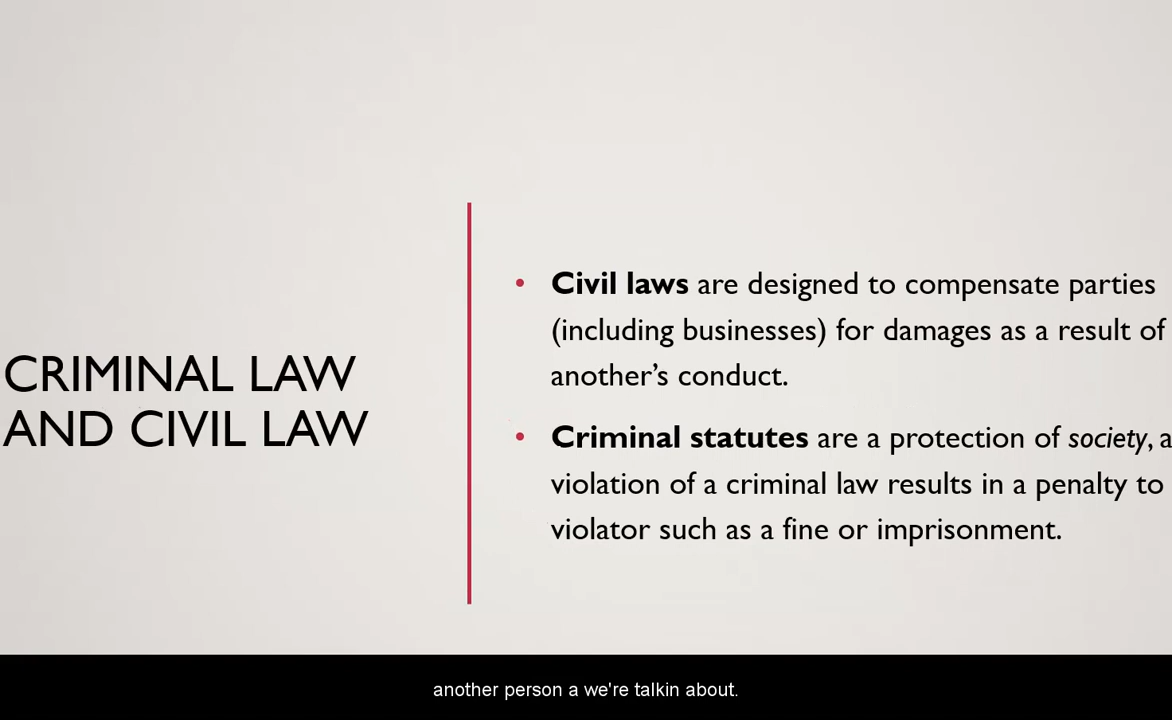 CRIMINAL LAW
AND CIVIL LAW
• Civil laws are designed to compensate parties
(including businesses) for damages as a result of
another’s conduct.
• Criminal statutes are a protection of society, a
violation of a criminal law results in a penalty to
violator such as a fine or imprisonment.
another person a we're talkin about.